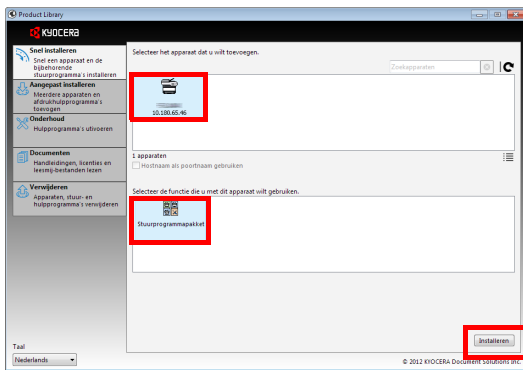 Product Library
KYOCERA
Snel installeren
Snel een apparaat en de
bijbehorende
stuurprogramma's installeren
Aangepast installeren
Meerdere apparaten en
afdrukhulpprogramma's
toevoegen
Onderhoud
Hulpprogramma's uitvoeren
Documenten
Handleidingen, licenties en
leesmij-bestanden lezen
Verwijderen
Apparaten, stuur- en
hulpprogramma's verwijderen
Taal
Nederlands
Selecteer het apparaat dat u wilt toevoegen.
Zoekapparaten
10.180.65.46
1 apparaten
Hostnaam als poortnaam gebruiken
Selecteer de functie die u met dit apparaat wilt gebruiken.
Stuurprogrammapakket
Installeren
© 2012 KYOCERA Document Solutions Inc.